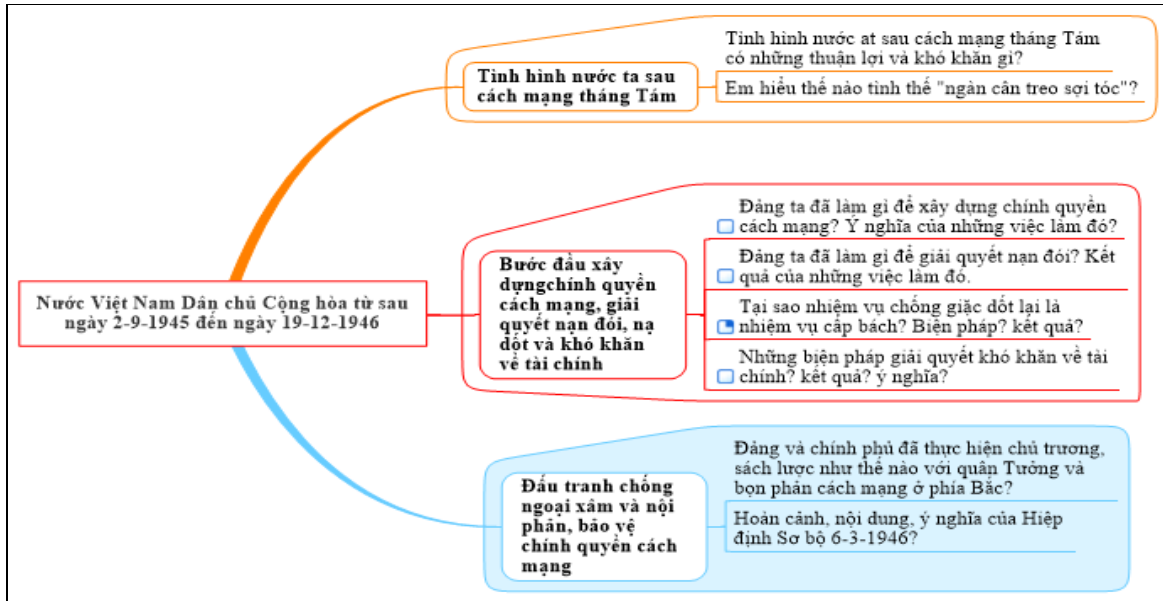 Nước Việt Nam Dân chủ Cộng hòa từ sau
ngày 2-9-1945 đến ngày 19-12-1946
Tình hình nước ta sau
cách mạng tháng Tám
Tình hình nước at sau cách mạng tháng Tám
có những thuận lợi và khó khăn gì?
Em hiểu thế nào tình thế "ngàn cân treo sợi tóc"?
Bước đầu xây
dựngchính quyền
cách mạng, giải
quyết nạn đói, nạ
dốt và khó khăn
về tài chính
Đảng ta đã làm gì để xây dựng chính quyền
cách mạng? Ý nghĩa của những việc làm đó?
Đảng ta đã làm gì để giải quyết nạn đói? Kết
quả của những việc làm đó.
Tại sao nhiệm vụ chống giặc dốt lại là
nhiệm vụ cấp bách? Biện pháp? kết quả?
Những biện pháp giải quyết khó khăn về tài
chính? kết quả? ý nghĩa?
Đấu tranh chống
ngoại xâm và nội
phản, bảo vệ
chính quyền cách
mạng
Đảng và chính phủ đã thực hiện chủ trương,
sách lược như thế nào với quân Tưởng và
bọn phản cách mạng ở phía Bắc?
Hoàn cảnh, nội dung, ý nghĩa của Hiệp
định Sơ bộ 6-3-1946?